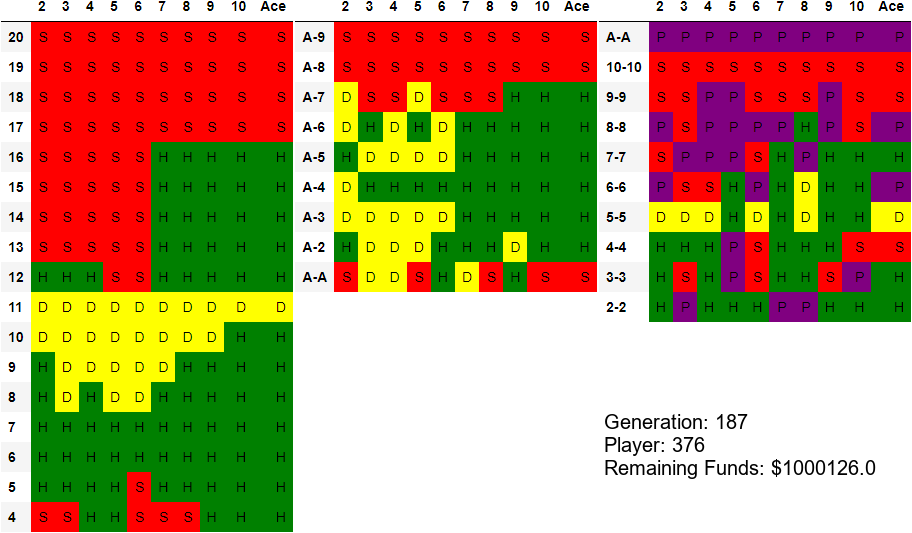 2 3 4 5 6 7 8 9 10 Ace
20 S S S S S S S S S S
19 S S S S S S S S S S
18 S S S S S S S S S S
17 S S S S S S S S S S
16 S S S S S H H H H H
15 S S S S S H H H H H
14 S S S S S H H H H H
13 S S S S S H H H H H
12 H H H S S H H H H H
11 D D D D D D D D D D
10 D D D D D D D D H H
9 H D D D D D H H H H
8 H D H D D H H H H H
7 H H H H H H H H H H
6 H H H H H H H H H H
5 H H H H S H H H H H
4 S S H H S S S H H H
2 3 4 5 6 7 8 9 10 Ace
A-9 S S S S S S S S S S
A-8 S S S S S S S S S S
A-7 D S S D S S S H H H
A-6 D H D H D H H H H H
A-5 H D D D D H H H H H
A-4 D H H H H H H H H H
A-3 D D D D D H H H H H
A-2 H D D D H H H D H H
A-A S D D S H D S H S S
2 3 4 5 6 7 8 9 10 Ace
A-A P P P P P P P P P P
10-10 S S S S S S S S S S
9-9 S S P P S S S P S S
8-8 P S P P P P H P S P
7-7 S P P P S H P H H H
6-6 P S S H P H D H H P
5-5 D D D H D H D H H D
4-4 H H H P S H H H S S
3-3 H S H P S H H S P H
2-2 H P H H H P P H H H
Generation: 187
Player: 376
Remaining Funds: $1000126.0